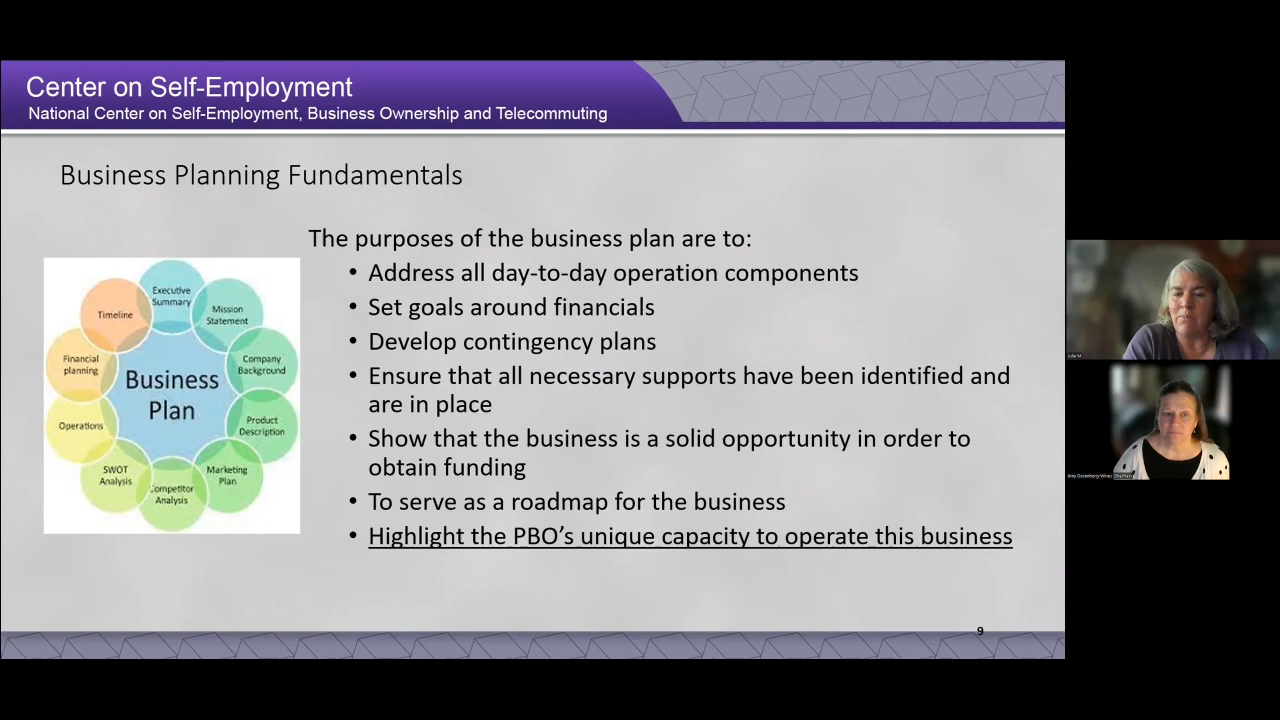 Center on Self-Employment
National Center on Self-Employment, Business Ownership and Telecommuting
Business Planning Fundamentals
The purposes of the business plan are to:
• Address all day-to-day operation components
• Set goals around financials
• Develop contingency plans
• Ensure that all necessary supports have been identified and
are in place
• Show that the business is a solid opportunity in order to
obtain funding
• To serve as a roadmap for the business
• Highlight the PBO’s unique capacity to operate this business
Executive
Summary
Mission
Statement
Company
Background
Product
Description
Marketing
Plan
Competitor
Analysis
SWOT
Analysis
Operations
Financial
planning
Timeline
Business
Plan
9
Julie M